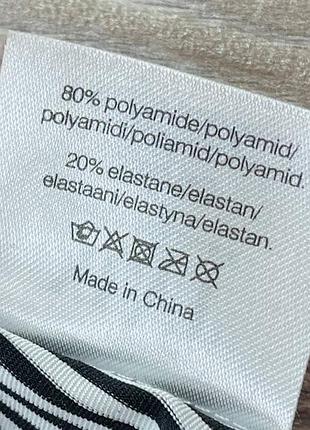 80% polyamide/polyamid/
polyamidi/poliamid/polyamid.
20% elastane/elastan/
elastaani/elastyna/elastan.
Made in China